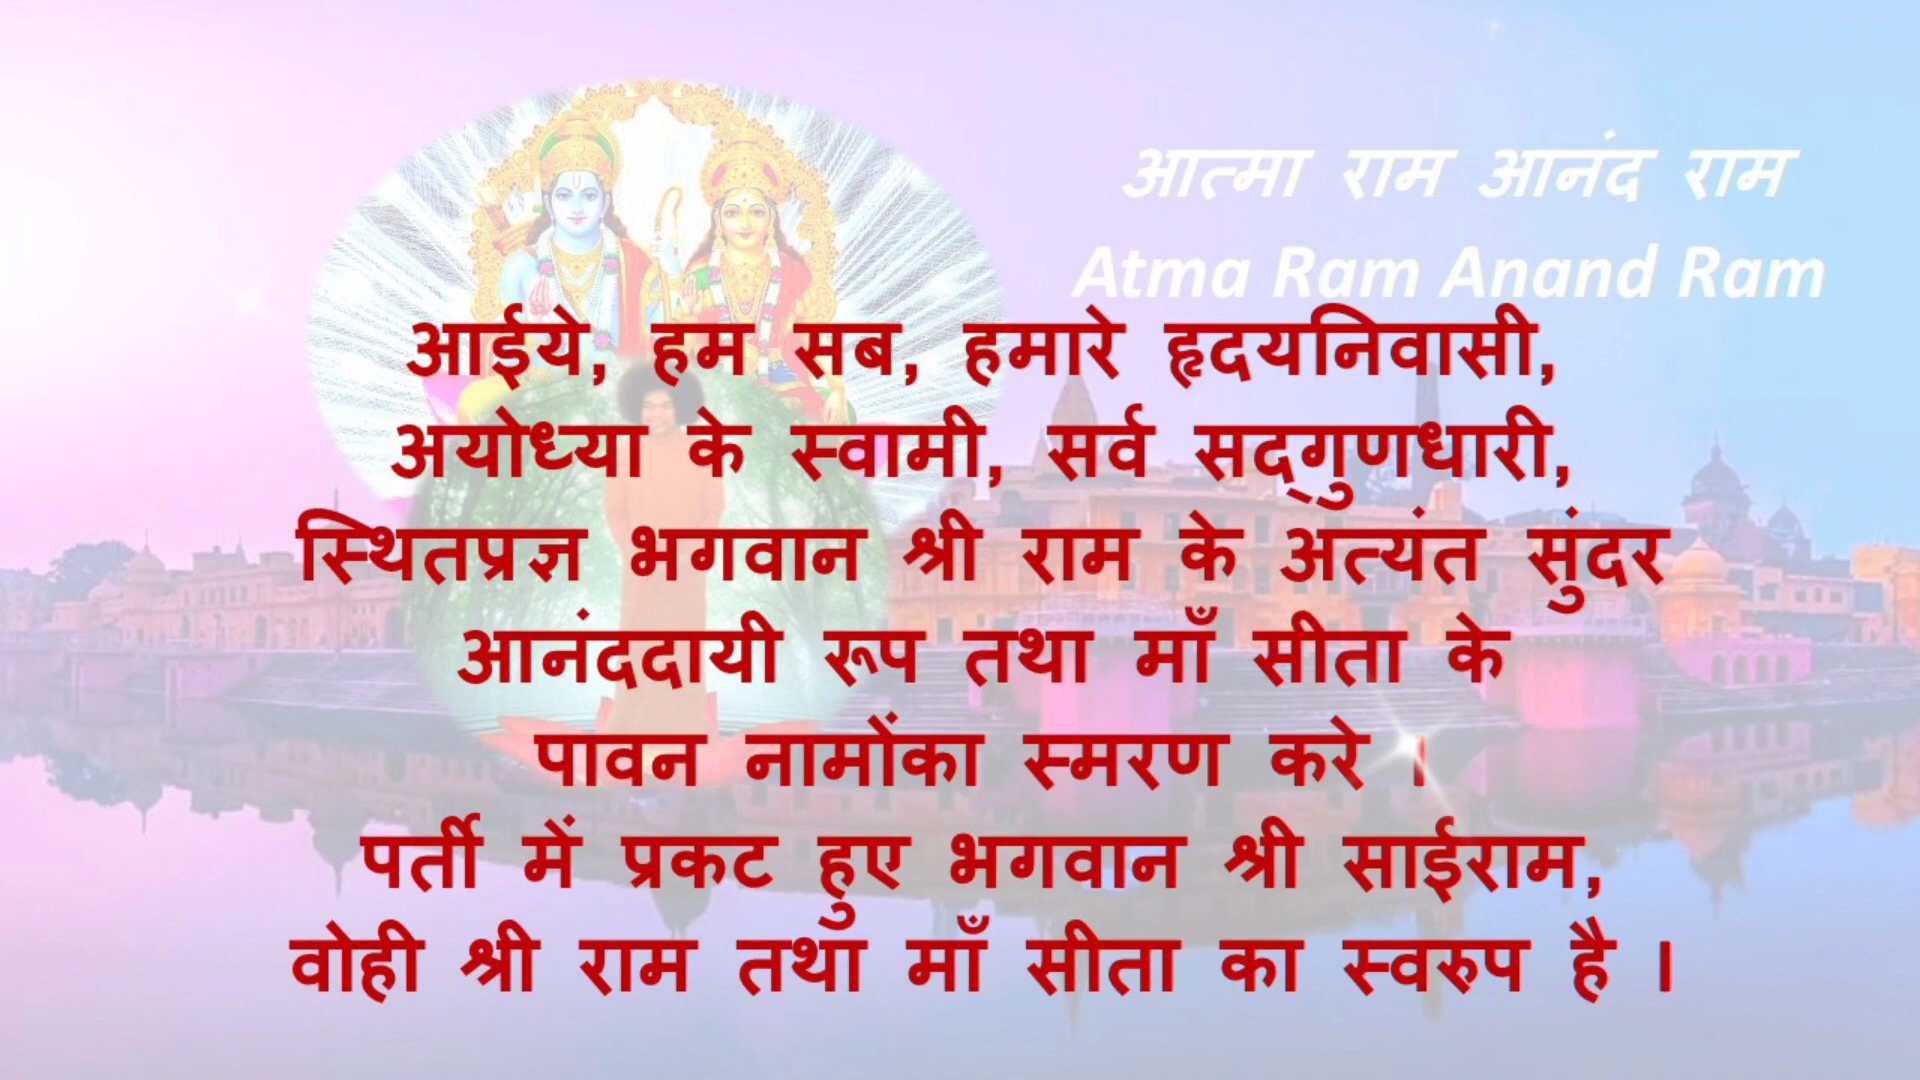 आत्मा राम आनंद राम
Atma Ram Anand Ram
आईये, हम सब, हमारे हृदयनिवासी,
अयोध्या के स्वामी, सर्व सद्‌गुणधारी,
स्थितप्रज्ञ भगवान श्री राम के अत्यंत सुंदर
आनंददायी रूप तथा माँ सीता के
पावन नामोंका स्मरण करे ।
पर्ती में प्रकट हुए भगवान श्री साईराम,
वोही श्री राम तथा माँ सीता का स्वरुप है ।